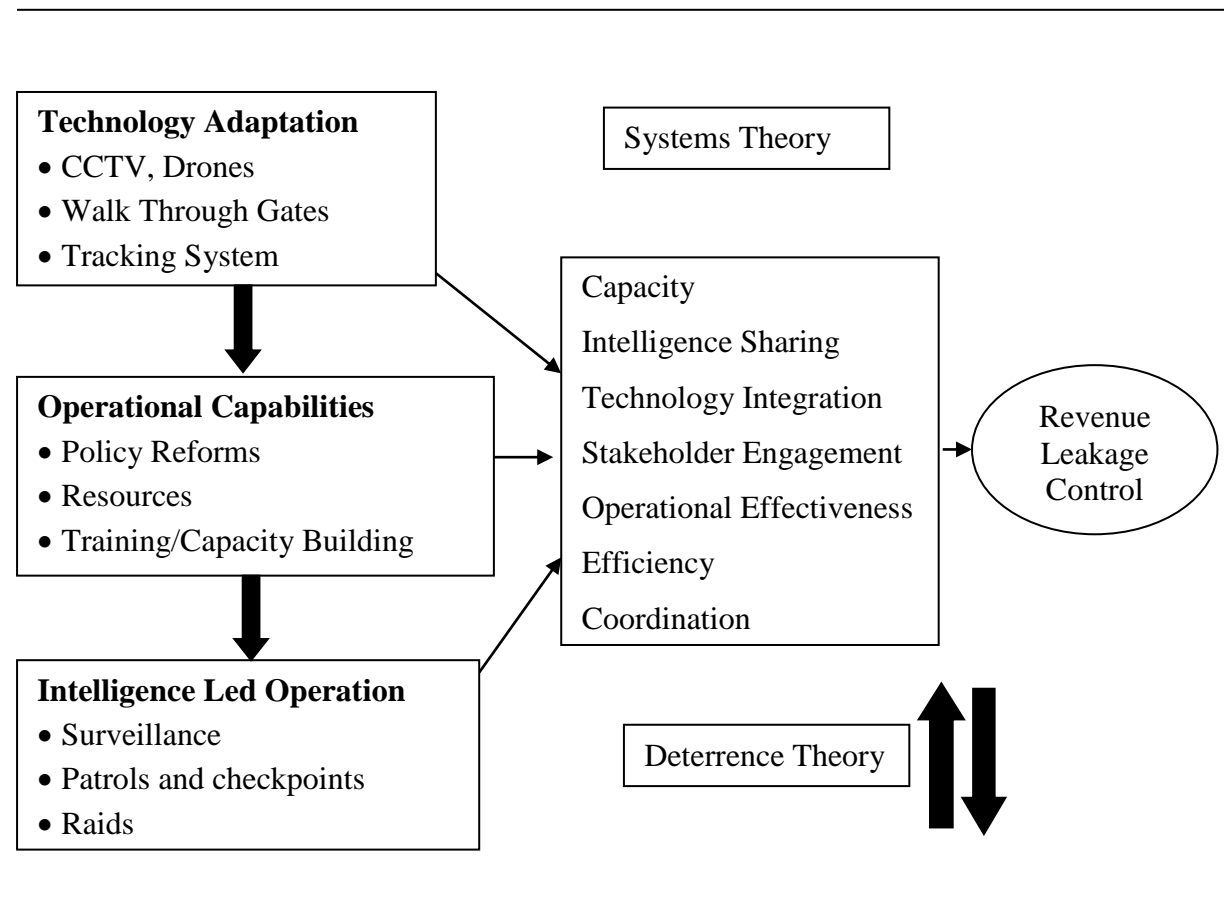 Technology Adaptation
• CCTV, Drones
• Walk Through Gates
• Tracking System
Operational Capabilities
• Policy Reforms
• Resources
• Training/Capacity Building
Intelligence Led Operation
• Surveillance
• Patrols and checkpoints
• Raids
Systems Theory
Capacity
Intelligence Sharing
Technology Integration
Stakeholder Engagement
Operational Effectiveness
Efficiency
Coordination
Deterrence Theory
Revenue
Leakage
Control